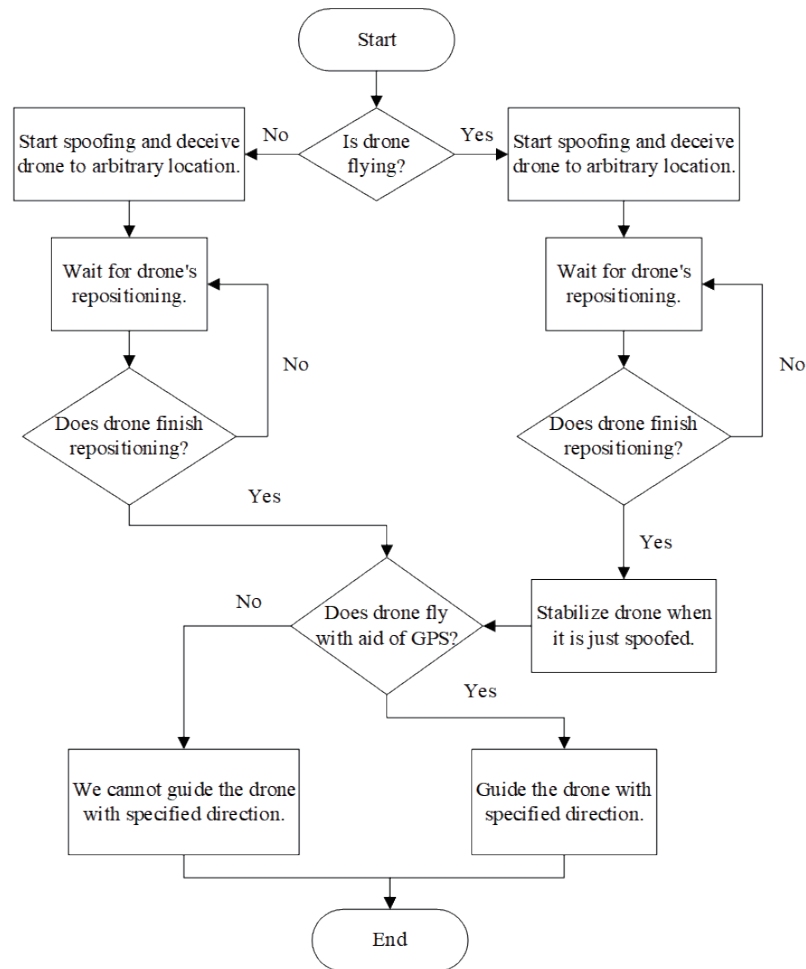 Start
No
Is drone
flying?
Yes
Start spoofing and deceive
drone to arbitrary location.
Start spoofing and deceive
drone to arbitrary location.
Wait for drone's
repositioning.
Wait for drone's
repositioning.
No
No
Does drone finish
repositioning?
Does drone finish
repositioning?
Yes
Yes
No
Does drone fly
with aid of GPS?
Stabilize drone when
it is just spoofed.
Yes
We cannot guide the drone
with specified direction.
Guide the drone with
specified direction.
End